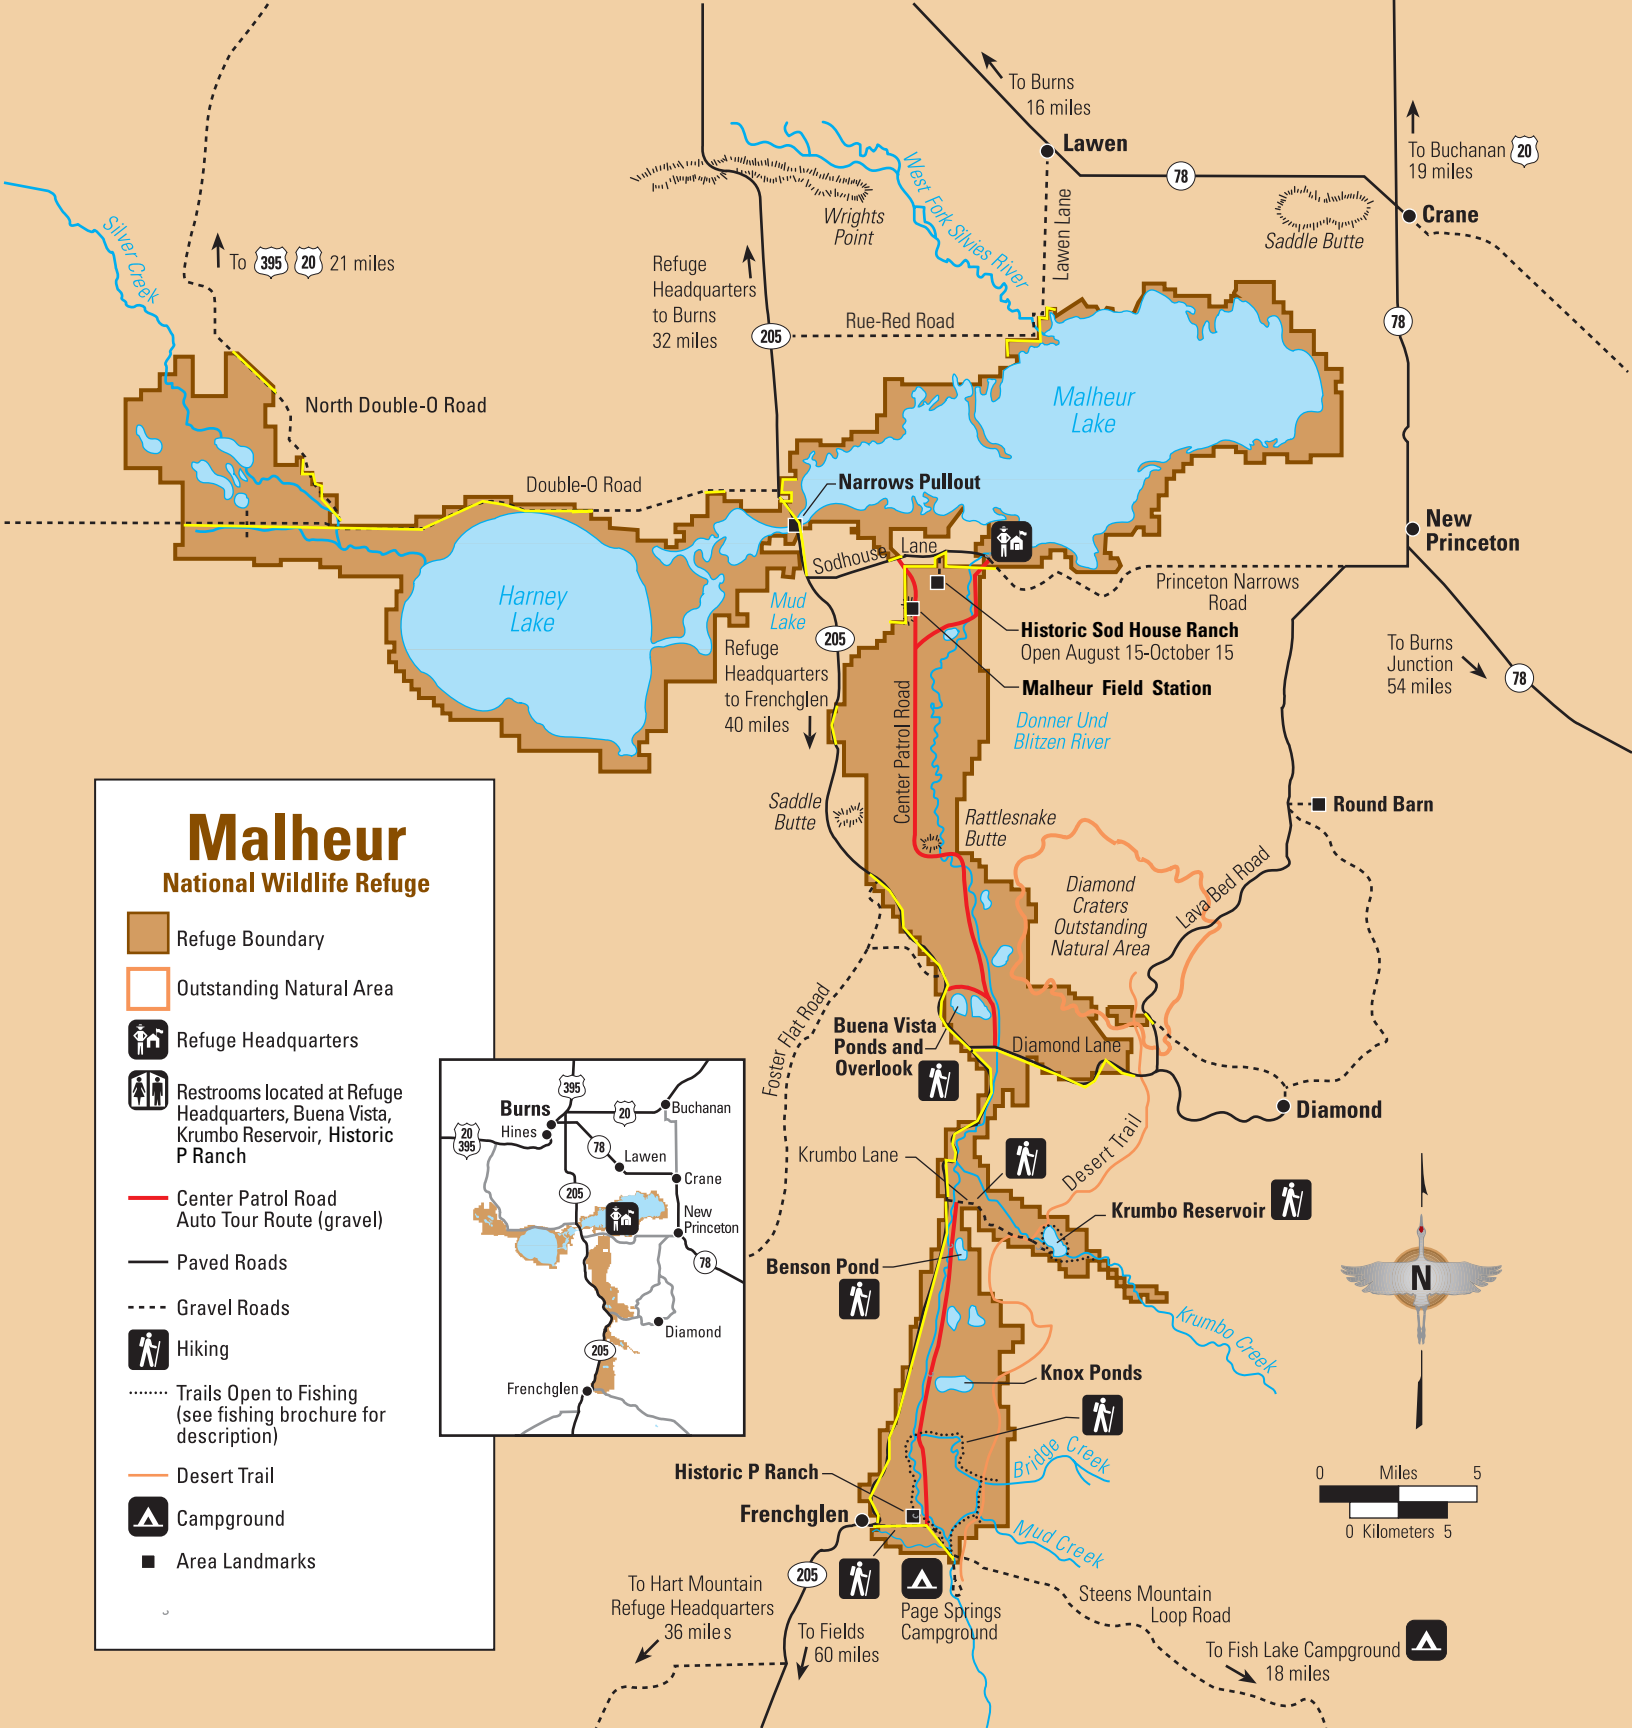 To Burns
16 miles
Lawen
To Buchanan 20
19 miles
78
Crane
Saddle Butte
West Fork Silvies River
Lawen Lane
Wrights
Point
Silver Creek
To 395 20 21 miles
Refuge
Headquarters
to Burns
32 miles
205
Rue-Red Road
78
North Double-O Road
Malheur
Lake
Double-O Road
Narrows Pullout
New
Princeton
Sodhouse Lane
Princeton Narrows
Road
Harney
Lake
Mud
Lake
205
Historic Sod House Ranch
Open August 15-October 15
Refuge
Headquarters
to Frenchglen
40 miles
Malheur Field Station
To Burns
Junction
54 miles
78
Donner Und
Blitzen River
Center Patrol Road
Saddle
Butte
Rattlesnake
Butte
Round Barn
Diamond
Craters
Outstanding
Natural Area
Lava Bed Road
Foster Flat Road
Buena Vista
Ponds and
Overlook
Diamond Lane
Diamond
Desert Trail
Krumbo Lane
Krumbo Reservoir
Benson Pond
Krumbo Creek
N
Knox Ponds
Bridge Creek
Historic P Ranch
Frenchglen
Mud Creek
0 Miles 5
0 Kilometers 5
205
To Hart Mountain
Refuge Headquarters
36 miles
To Fields
60 miles
Page Springs
Campground
Steens Mountain
Loop Road
To Fish Lake Campground
18 miles
Malheur
National Wildlife Refuge
Refuge Boundary
Outstanding Natural Area
Refuge Headquarters
Restrooms located at Refuge
Headquarters, Buena Vista,
Krumbo Reservoir, Historic
P Ranch
Center Patrol Road
Auto Tour Route (gravel)
Paved Roads
Gravel Roads
Hiking
Trails Open to Fishing
(see fishing brochure for
description)
Desert Trail
Campground
Area Landmarks
395
Burns
20
Buchanan
Hines
20
395
78
Lawen
Crane
205
New
Princeton
78
Diamond
205
Frenchglen